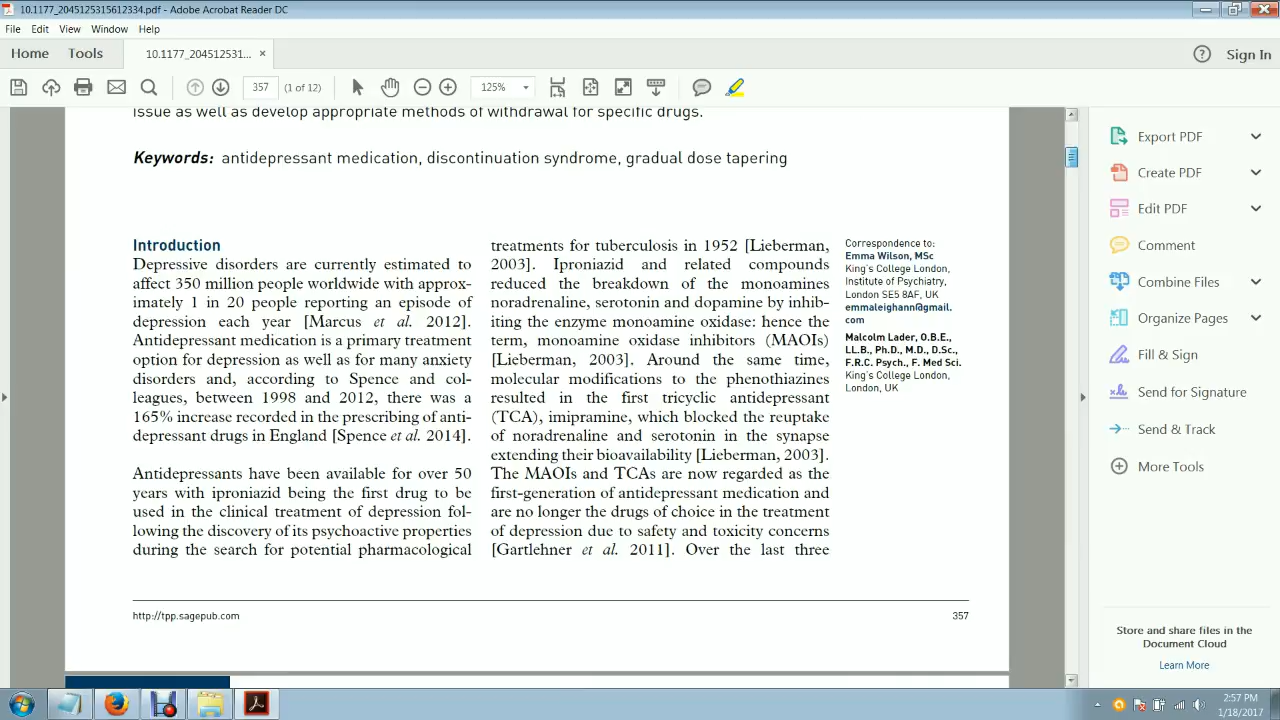 10.1177_2045125315612334.pdf - Adobe Acrobat Reader DC
File Edit View Window Help
Home Tools 10.1177_204512531... × Sign In
357 (1 of 12) 125%
issue as well as develop appropriate methods of withdrawal for specific drugs.
Keywords: antidepressant medication, discontinuation syndrome, gradual dose tapering
Introduction
Depressive disorders are currently estimated to
affect 350 million people worldwide with approx-
imately 1 in 20 people reporting an episode of
depression each year [Marcus et al. 2012].
Antidepressant medication is a primary treatment
option for depression as well as for many anxiety
disorders and, according to Spence and col-
leagues, between 1998 and 2012, there was a
165% increase recorded in the prescribing of anti-
depressant drugs in England [Spence et al. 2014].
Antidepressants have been available for over 50
years with iproniazid being the first drug to be
used in the clinical treatment of depression fol-
lowing the discovery of its psychoactive properties
during the search for potential pharmacological
treatments for tuberculosis in 1952 [Lieberman,
2003]. Iproniazid and related compounds
reduced the breakdown of the monoamines
noradrenaline, serotonin and dopamine by inhib-
iting the enzyme monoamine oxidase: hence the
term, monoamine oxidase inhibitors (MAOIs)
[Lieberman, 2003]. Around the same time,
molecular modifications to the phenothiazines
resulted in the first tricyclic antidepressant
(TCA), imipramine, which blocked the reuptake
of noradrenaline and serotonin in the synapse
extending their bioavailability [Lieberman, 2003].
The MAOIs and TCAs are now regarded as the
first-generation of antidepressant medication and
are no longer the drugs of choice in the treatment
of depression due to safety and toxicity concerns
[Gartlehner et al. 2011]. Over the last three
Correspondence to:
Emma Wilson, MSc
King's College London,
Institute of Psychiatry,
London SE5 8AF, UK
emmaleighann@gmail.
com
Malcolm Lader, O.B.E.,
LL.B., Ph.D., M.D., D.Sc.,
F.R.C. Psych., F. Med Sci.
King's College London,
London, UK
http://tpp.sagepub.com 357
Export PDF
Create PDF
Edit PDF
Comment
Combine Files
Organize Pages
Fill & Sign
Send for Signature
Send & Track
More Tools
Store and share files in the
Document Cloud
Learn More
2:57 PM
1/18/2017